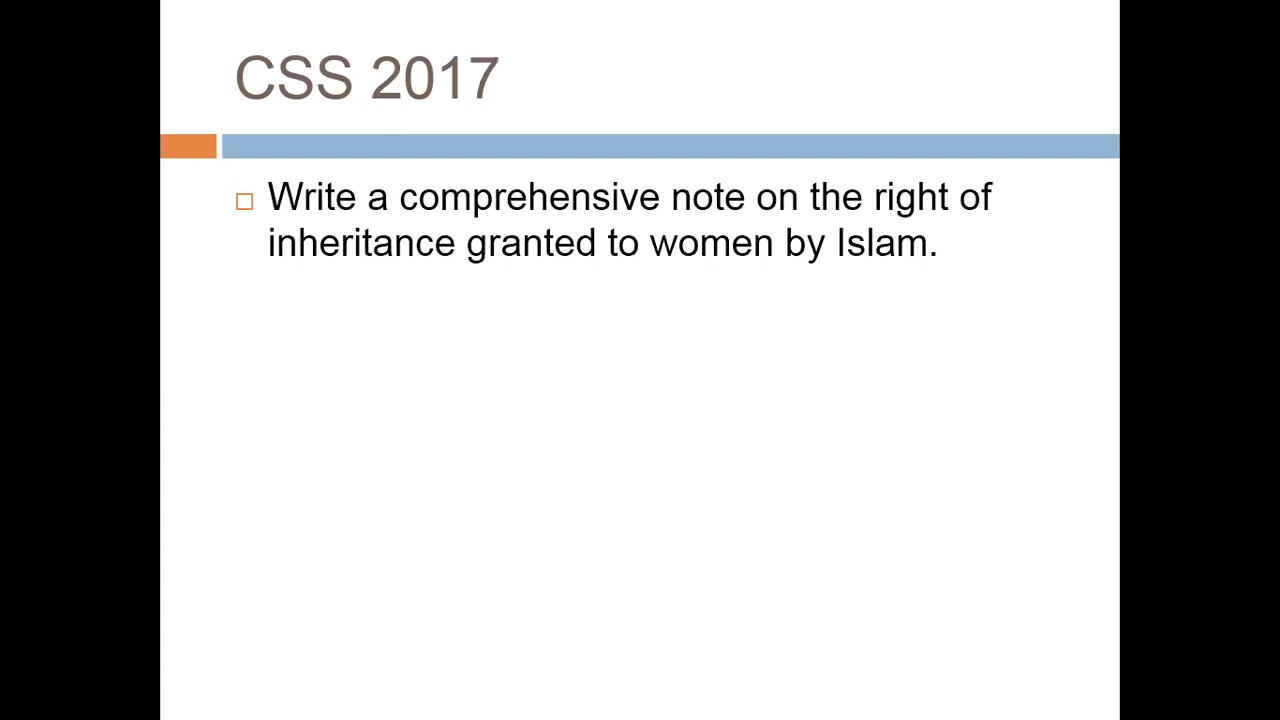 CSS 2017
Write a comprehensive note on the right of
inheritance granted to women by Islam.